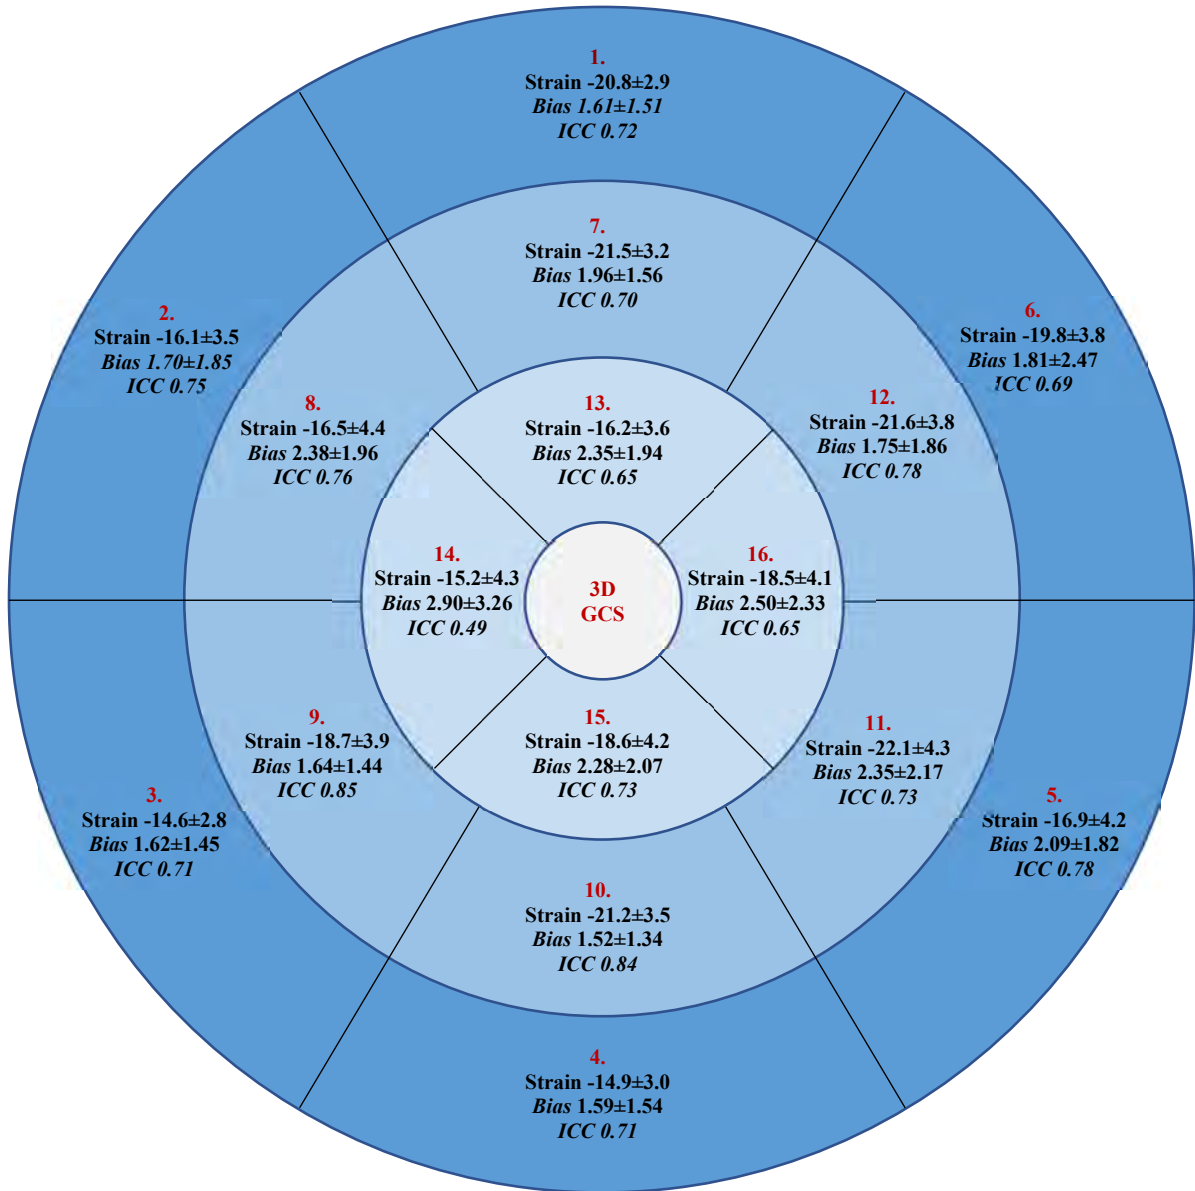 1.
Strain -20.8±2.9
Bias 1.61±1.51
ICC 0.72
7.
Strain -21.5±3.2
Bias 1.96±1.56
ICC 0.70
2.
Strain -16.1±3.5
Bias 1.70±1.85
ICC 0.75
6.
Strain -19.8±3.8
Bias 1.81±2.47
ICC 0.69
8.
Strain -16.5±4.4
Bias 2.38±1.96
ICC 0.76
13.
Strain -16.2±3.6
Bias 2.35±1.94
ICC 0.65
12.
Strain -21.6±3.8
Bias 1.75±1.86
ICC 0.78
14.
Strain -15.2±4.3
Bias 2.90±3.26
ICC 0.49
3D
GCS
16.
Strain -18.5±4.1
Bias 2.50±2.33
ICC 0.65
9.
Strain -18.7±3.9
Bias 1.64±1.44
ICC 0.85
15.
Strain -18.6±4.2
Bias 2.28±2.07
ICC 0.73
11.
Strain -22.1±4.3
Bias 2.35±2.17
ICC 0.73
3.
Strain -14.6±2.8
Bias 1.62±1.45
ICC 0.71
5.
Strain -16.9±4.2
Bias 2.09±1.82
ICC 0.78
10.
Strain -21.2±3.5
Bias 1.52±1.34
ICC 0.84
4.
Strain -14.9±3.0
Bias 1.59±1.54
ICC 0.71